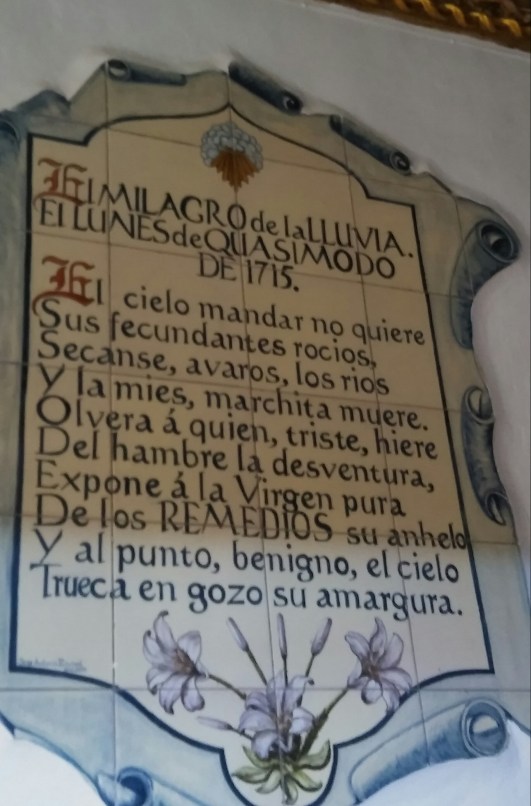 El MILAGRO de la LLUVIA.
El LUNES de QUASIMODO
DE 1715.
El cielo mandar no quiere
Sus fecundantes rocios,
Secanse, avaros, los rios
Y la mies, marchita muere.
Olvera á quien, triste, hiere
Del hambre la desventura,
Expone á la Virgen pura
De los REMEDIOS su anhelo
Y al punto, benigno, el cielo
Trueca en gozo su amargura.